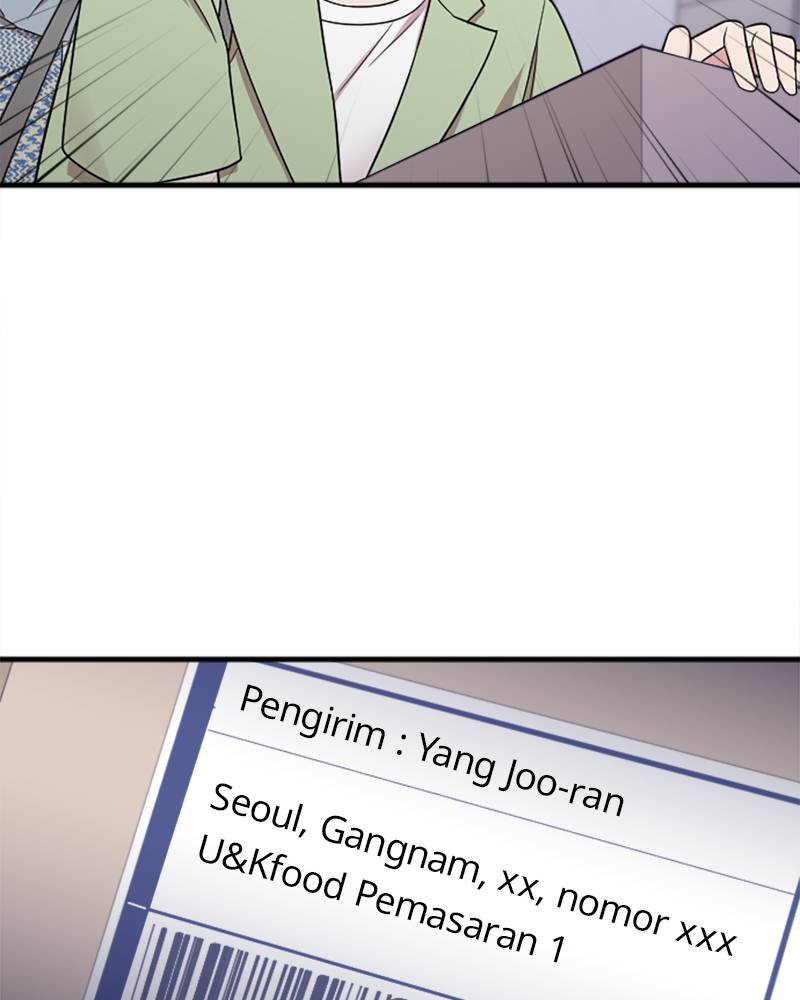 Pengirim : Yang Joo-ran
Seoul, Gangnam, xx, nomor xxx
U&Kfood Pemasaran 1